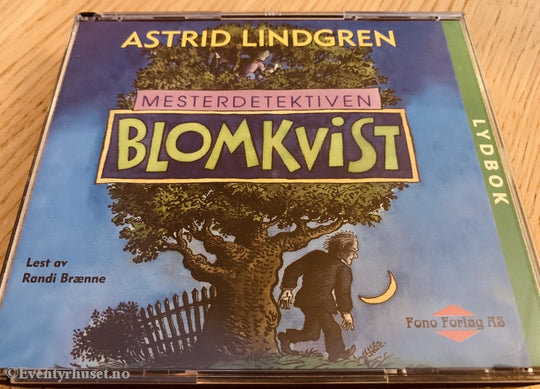 ASTRID LINDGREN
MESTERDETEKTIVEN
BLOMKVIST
LYDBOK
Lest av
Randi Brænne
Fono Forlag AS
© Eventyrhuset.no